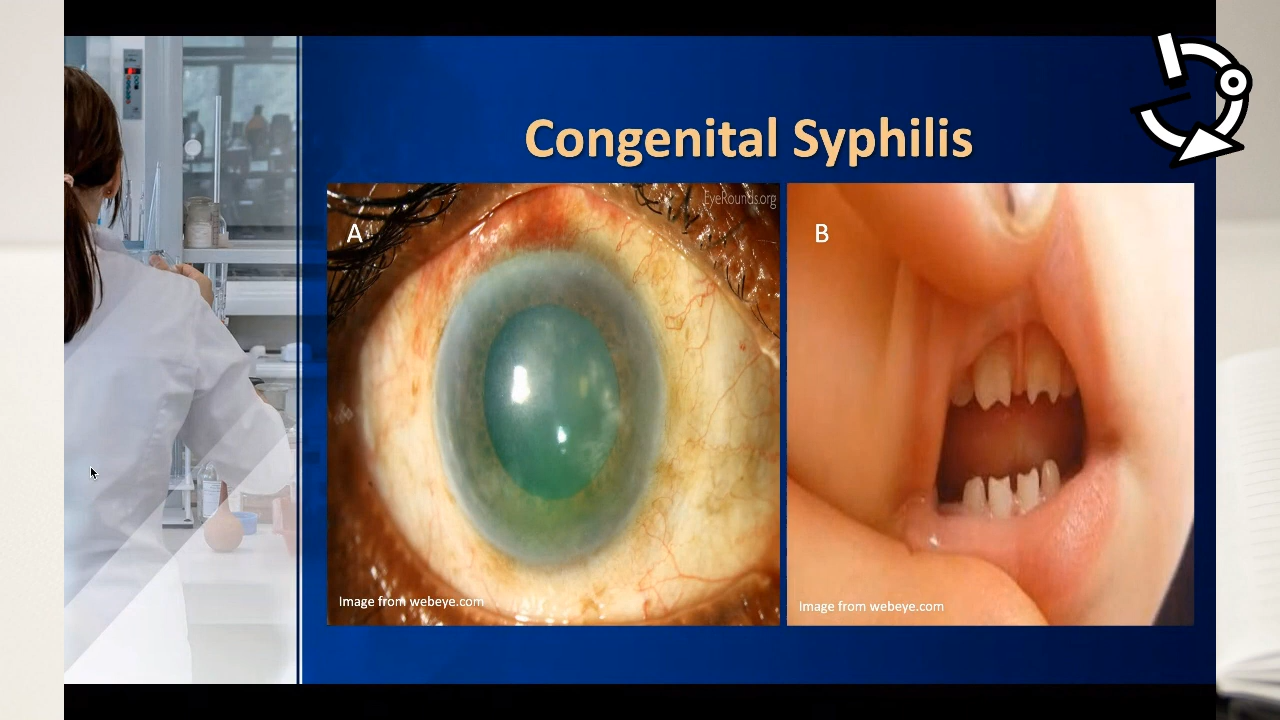 Congenital Syphilis
EyeRounds.org
A
B
Image from webeye.com
Image from webeye.com